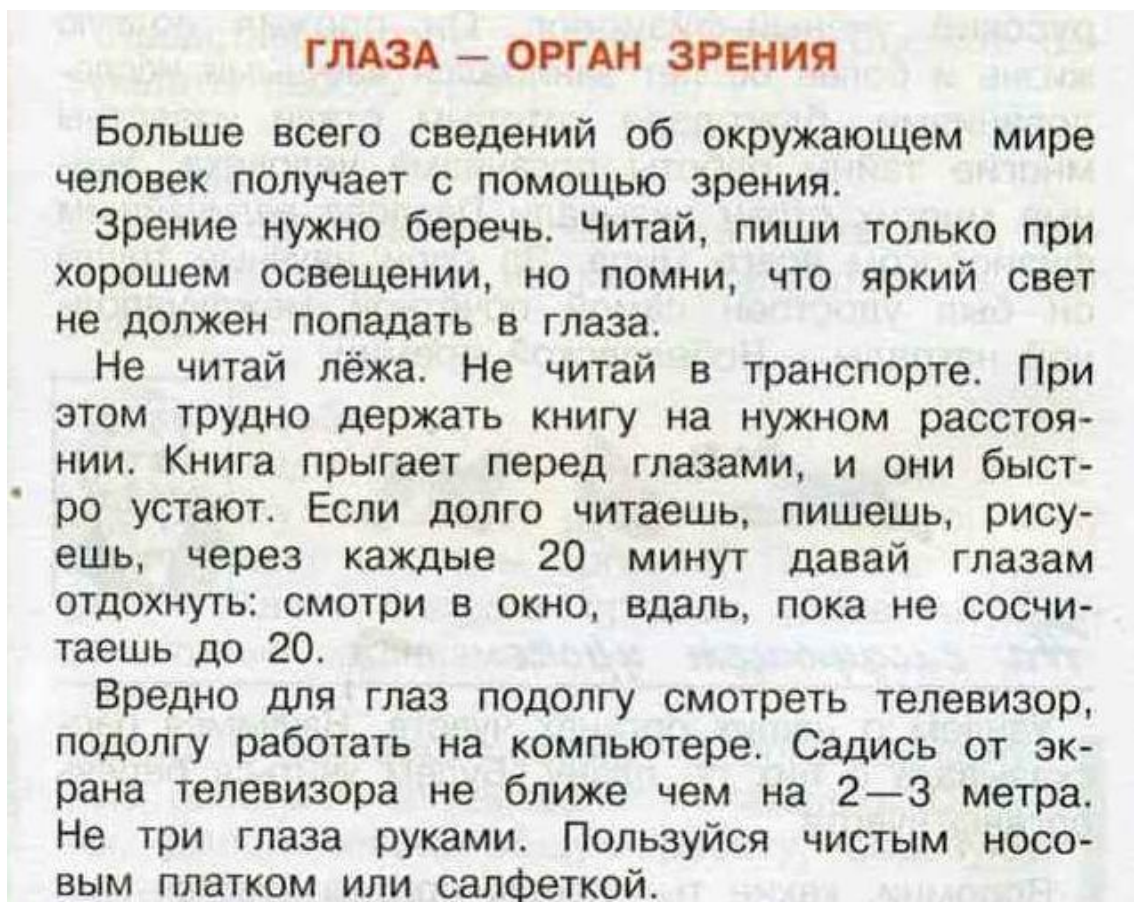 ГЛАЗА — ОРГАН ЗРЕНИЯ
Больше всего сведений об окружающем мире
человек получает с помощью зрения.
Зрение нужно беречь. Читай, пиши только при
хорошем освещении, но помни, что яркий свет
не должен попадать в глаза.
Не читай лёжа. Не читай в транспорте. При
этом трудно держать книгу на нужном расстоя-
нии. Книга прыгает перед глазами, и они быст-
ро устают. Если долго читаешь, пишешь, рису-
ешь, через каждые 20 минут давай глазам
отдохнуть: смотри в окно, вдаль, пока не сосчи-
таешь до 20.
Вредно для глаз подолгу смотреть телевизор,
подолгу работать на компьютере. Садись от эк-
рана телевизора не ближе чем на 2—3 метра.
Не три глаза руками. Пользуйся чистым носо-
вым платком или салфеткой.